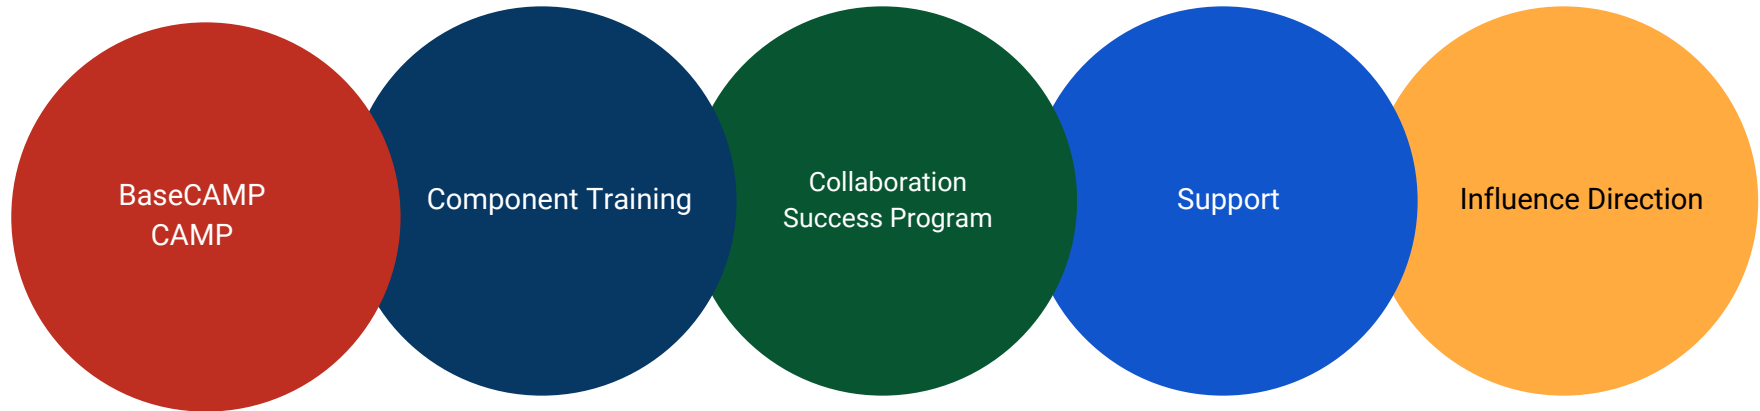 BaseCAMP
CAMP
Component Training
Collaboration
Success Program
Support
Influence Direction